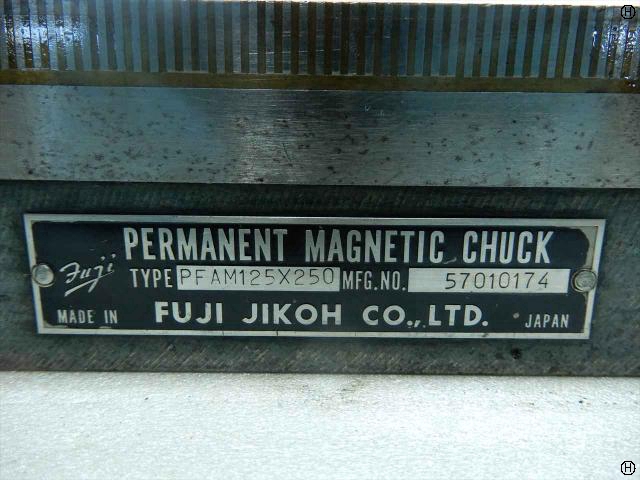 H
Fuji
PERMANENT MAGNETIC CHUCK
TYPE PFAM125X250 MFG.NO. 57010174
MADE IN FUJI JIKOH CO.,LTD. JAPAN
H